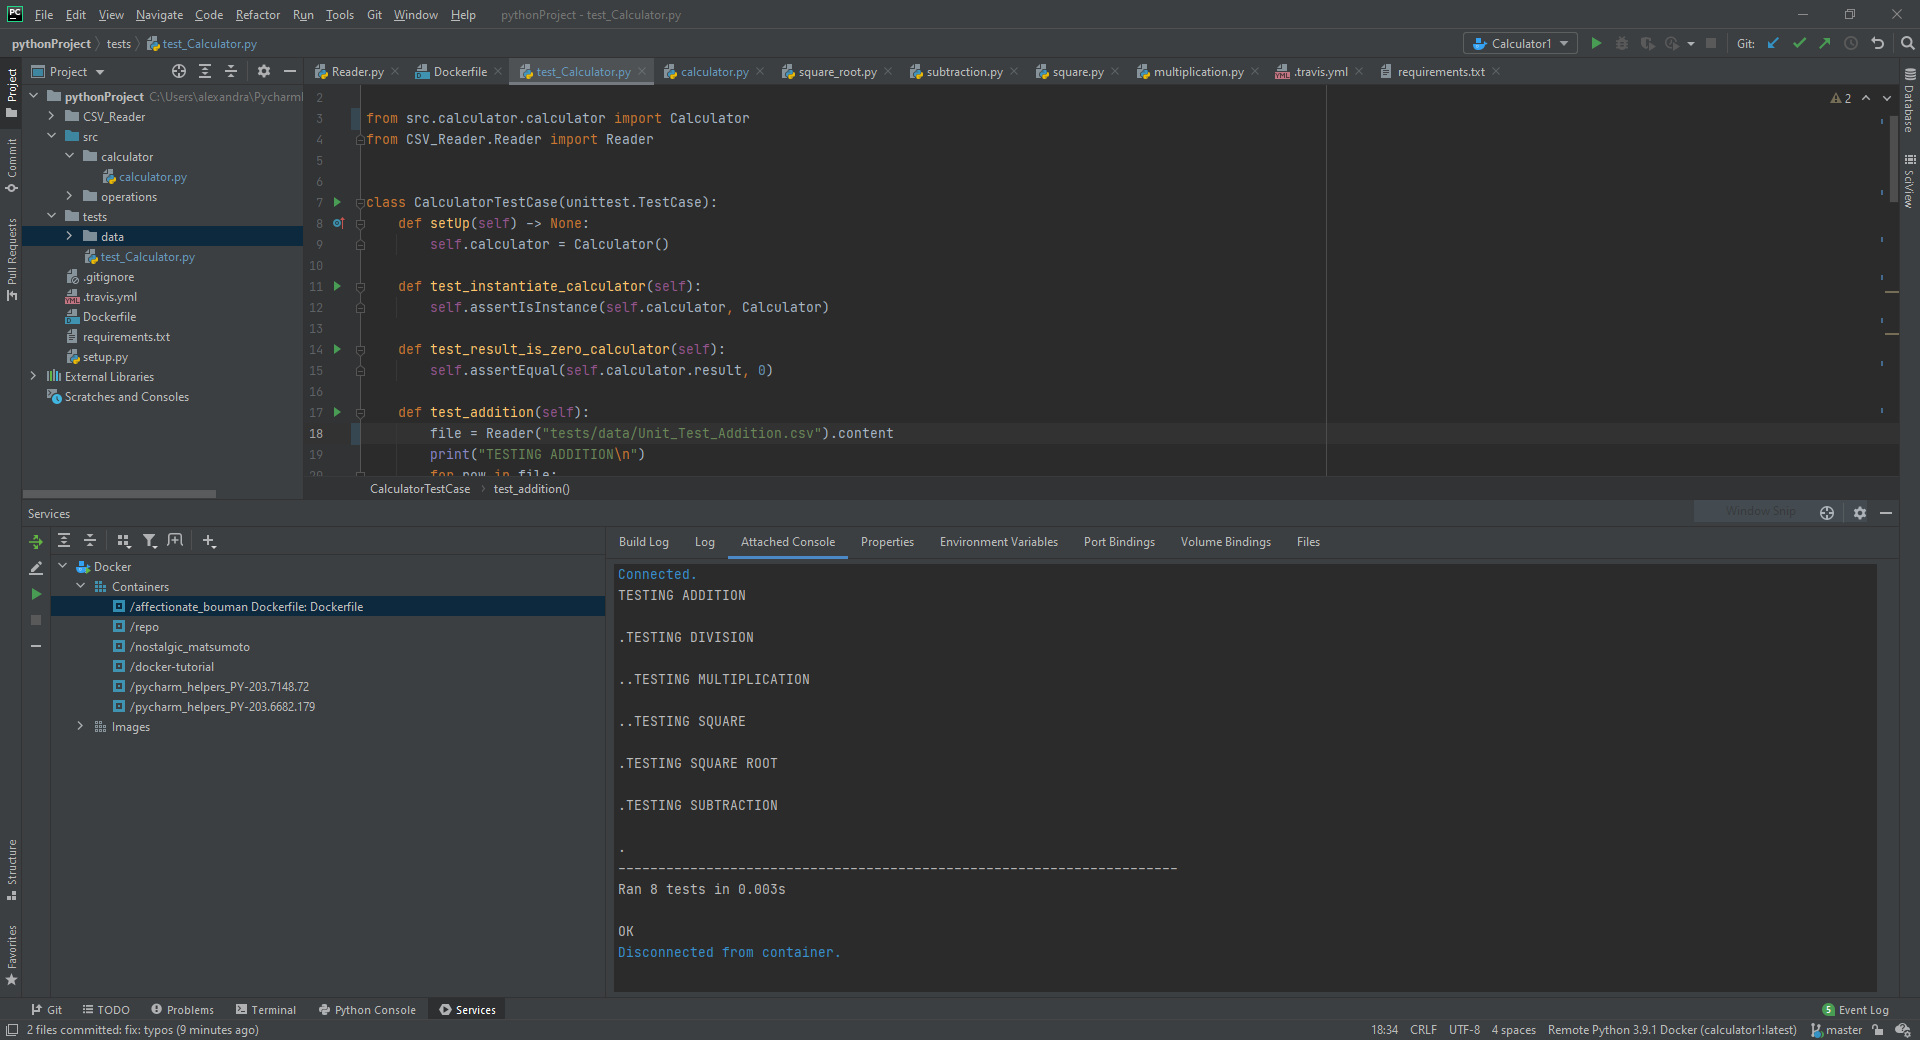 PC File Edit View Navigate Code Refactor Run Tools Git Window Help pythonProject - test_Calculator.py
pythonProject tests test_Calculator.py Calculator1 Git:
Project
Reader.py Dockerfile test_Calculator.py calculator.py square_root.py subtraction.py square.py multiplication.py .travis.yml requirements.txt
Project
Commit
Pull Requests
Structure
Favorites
pythonProject C:\Users\alexandra\Pycharml
CSV_Reader
src
calculator
calculator.py
operations
tests
data
test_Calculator.py
.gitignore
.travis.yml
Dockerfile
requirements.txt
setup.py
External Libraries
Scratches and Consoles
2
3 from src.calculator.calculator import Calculator
4 from CSV_Reader.Reader import Reader
5
6
7 class CalculatorTestCase(unittest.TestCase):
8 def setUp(self) -> None:
9 self.calculator = Calculator()
10
11 def test_instantiate_calculator(self):
12 self.assertIsInstance(self.calculator, Calculator)
13
14 def test_result_is_zero_calculator(self):
15 self.assertEqual(self.calculator.result, 0)
16
17 def test_addition(self):
18 file = Reader("tests/data/Unit_Test_Addition.csv").content
19 print("TESTING ADDITION\n")
20 for row in file:
2
Database
SciView
CalculatorTestCase test_addition()
Services
Window Snip
Docker
Containers
/affectionate_bouman Dockerfile: Dockerfile
/repo
/nostalgic_matsumoto
/docker-tutorial
/pycharm_helpers_PY-203.7148.72
/pycharm_helpers_PY-203.6682.179
Images
Build Log Log Attached Console Properties Environment Variables Port Bindings Volume Bindings Files
Connected.
TESTING ADDITION
.TESTING DIVISION
..TESTING MULTIPLICATION
..TESTING SQUARE
.TESTING SQUARE ROOT
.TESTING SUBTRACTION
.
----------------------------------------------------------------------
Ran 8 tests in 0.003s
OK
Disconnected from container.
Git TODO Problems Terminal Python Console Services 5 Event Log
2 files committed: fix: typos (9 minutes ago) 18:34 CRLF UTF-8 4 spaces Remote Python 3.9.1 Docker (calculator1:latest) master